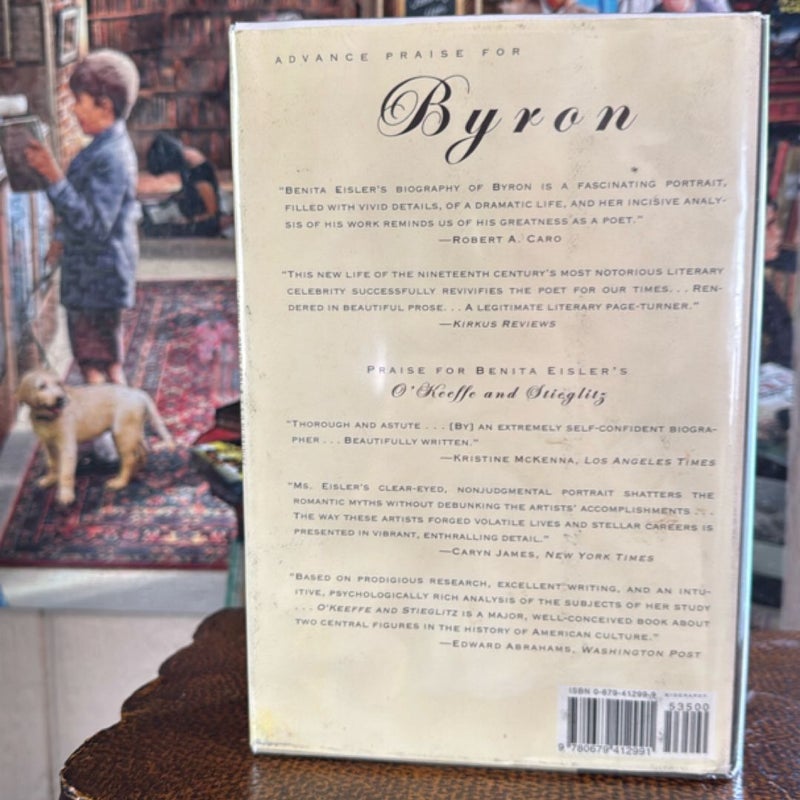 ADVANCE PRAISE FOR
Byron
"BENITA EISLER'S BIOGRAPHY OF BYRON IS A FASCINATING PORTRAIT,
FILLED WITH VIVID DETAILS, OF A DRAMATIC LIFE, AND HER INCISIVE ANALY-
SIS OF HIS WORK REMINDS US OF HIS GREATNESS AS A POET."
—ROBERT A. CARO
"THIS NEW LIFE OF THE NINETEENTH CENTURY'S MOST NOTORIOUS LITERARY
CELEBRITY SUCCESSFULLY REVIVIFIES THE POET FOR OUR TIMES. . . REN-
DERED IN BEAUTIFUL PROSE. . . A LEGITIMATE LITERARY PAGE-TURNER."
—KIRKUS REVIEWS
PRAISE FOR BENITA EISLER'S
O'Keeffe and Stieglitz
"THOROUGH AND ASTUTE . . . [BY] AN EXTREMELY SELF-CONFIDENT BIOGRA-
PHER . . . BEAUTIFULLY WRITTEN."
—KRISTINE MCKENNA, LOS ANGELES TIMES
"MS. EISLER'S CLEAR-EYED, NONJUDGMENTAL PORTRAIT SHATTERS THE
ROMANTIC MYTHS WITHOUT DEBUNKING THE ARTISTS' ACCOMPLISHMENTS . . .
THE WAY THESE ARTISTS FORGED VOLATILE LIVES AND STELLAR CAREERS IS
PRESENTED IN VIBRANT, ENTHRALLING DETAIL."
—CARYN JAMES, NEW YORK TIMES
"BASED ON PRODIGIOUS RESEARCH, EXCELLENT WRITING, AND AN INTU-
ITIVE, PSYCHOLOGICALLY RICH ANALYSIS OF THE SUBJECTS OF HER STUDY
. . . O'KEEFFE AND STIEGLITZ IS A MAJOR, WELL-CONCEIVED BOOK ABOUT
TWO CENTRAL FIGURES IN THE HISTORY OF AMERICAN CULTURE."
—EDWARD ABRAHAMS, WASHINGTON POST
ISBN 0-679-41299-9 BIOGRAPHY
53500
9 780679 412991